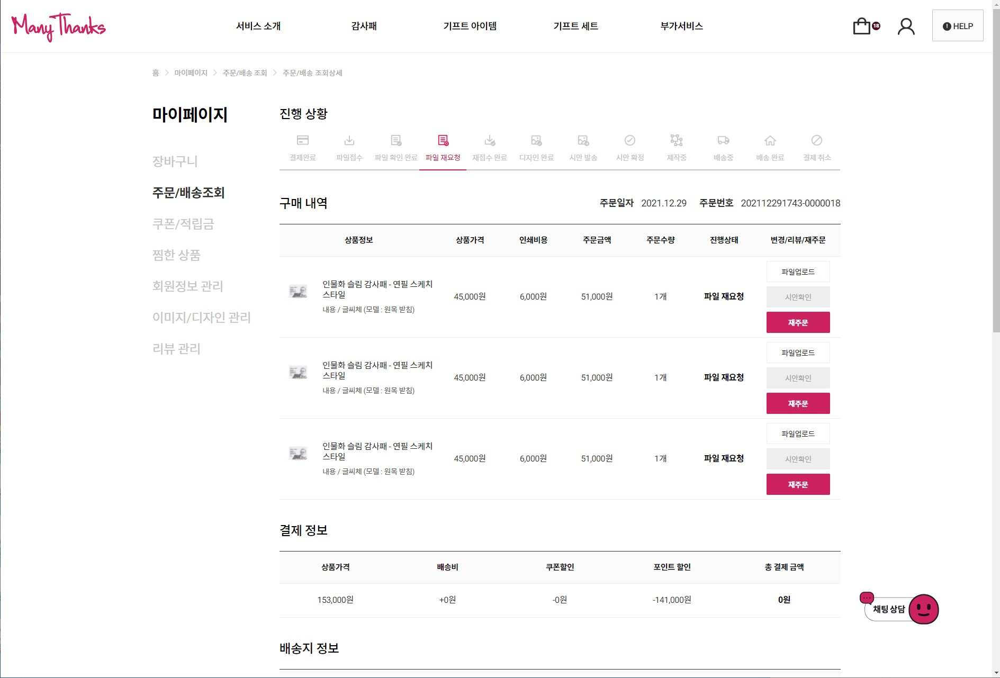 Many Thanks
서비스 소개
감사패
기프트 아이템
기프트 세트
부가서비스
18
HELP
홈 > 마이페이지 > 주문/배송 조회 > 주문/배송 조회상세
마이페이지
장바구니
주문/배송조회
쿠폰/적립금
찜한 상품
회원정보 관리
이미지/디자인 관리
리뷰 관리
진행 상황
결제완료 파일접수 파일 확인 완료 파일 재요청 재접수 완료 디자인 완료 시안 발송 시안 확정 제작중 배송중 배송 완료 결제 취소
구매 내역
주문일자 2021.12.29 주문번호 202112291743-0000018
상품정보 상품가격 인쇄비용 주문금액 주문수량 진행상태 변경/리뷰/재주문
인물화 슬림 감사패 - 연필 스케치
스타일
내용 / 글씨체 (모델 : 원목 받침)
45,000원 6,000원 51,000원 1개 파일 재요청
파일업로드
시안확인
재주문
인물화 슬림 감사패 - 연필 스케치
스타일
내용 / 글씨체 (모델 : 원목 받침)
45,000원 6,000원 51,000원 1개 파일 재요청
파일업로드
시안확인
재주문
인물화 슬림 감사패 - 연필 스케치
스타일
내용 / 글씨체 (모델 : 원목 받침)
45,000원 6,000원 51,000원 1개 파일 재요청
파일업로드
시안확인
재주문
결제 정보
상품가격 배송비 쿠폰할인 포인트 할인 총 결제 금액
153,000원 +0원 -0원 -141,000원 0원
채팅 상담
배송지 정보